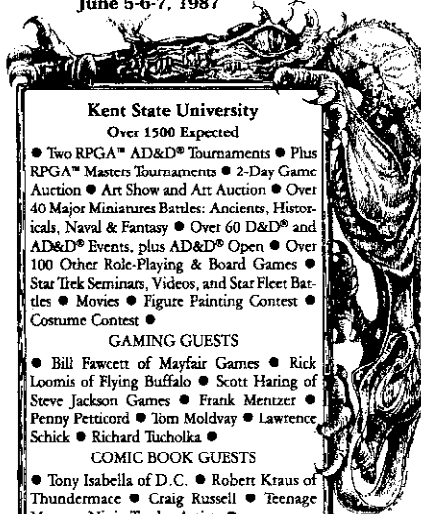 June 5-6-7, 1987
Kent State University
Over 1500 Expected
● Two RPGA™ AD&D® Tournaments ● Plus
RPGA™ Masters Tournaments ● 2-Day Game
Auction ● Art Show and Art Auction ● Over
40 Major Miniatures Battles: Ancients, Histor-
icals, Naval & Fantasy ● Over 60 D&D® and
AD&D® Events, plus AD&D® Open ● Over
100 Other Role-Playing & Board Games ●
Star Trek Seminars, Videos, and Star Fleet Bat-
tles ● Movies ● Figure Painting Contest ●
Costume Contest ●
GAMING GUESTS
● Bill Fawcett of Mayfair Games ● Rick
Loomis of Flying Buffalo ● Scott Haring of
Steve Jackson Games ● Frank Mentzer ●
Penny Petticord ● Tom Moldvay ● Lawrence
Schick ● Richard Tucholka ●
COMIC BOOK GUESTS
● Tony Isabella of D.C. ● Robert Kraus of
Thundermace ● Craig Russell ● Teenage